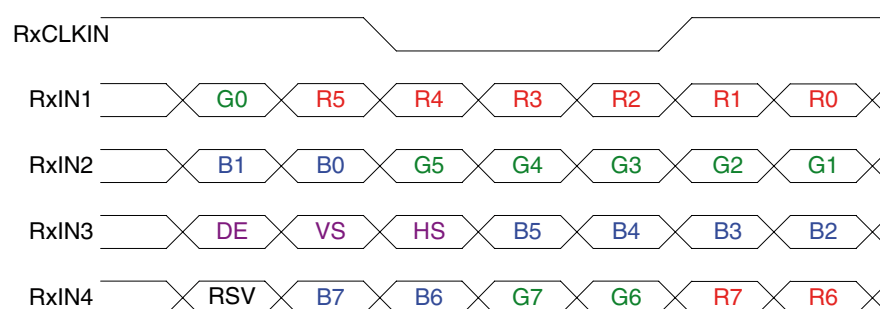 RxCLKIN
RxIN1 G0 R5 R4 R3 R2 R1 R0
RxIN2 B1 B0 G5 G4 G3 G2 G1
RxIN3 DE VS HS B5 B4 B3 B2
RxIN4 RSV B7 B6 G7 G6 R7 R6